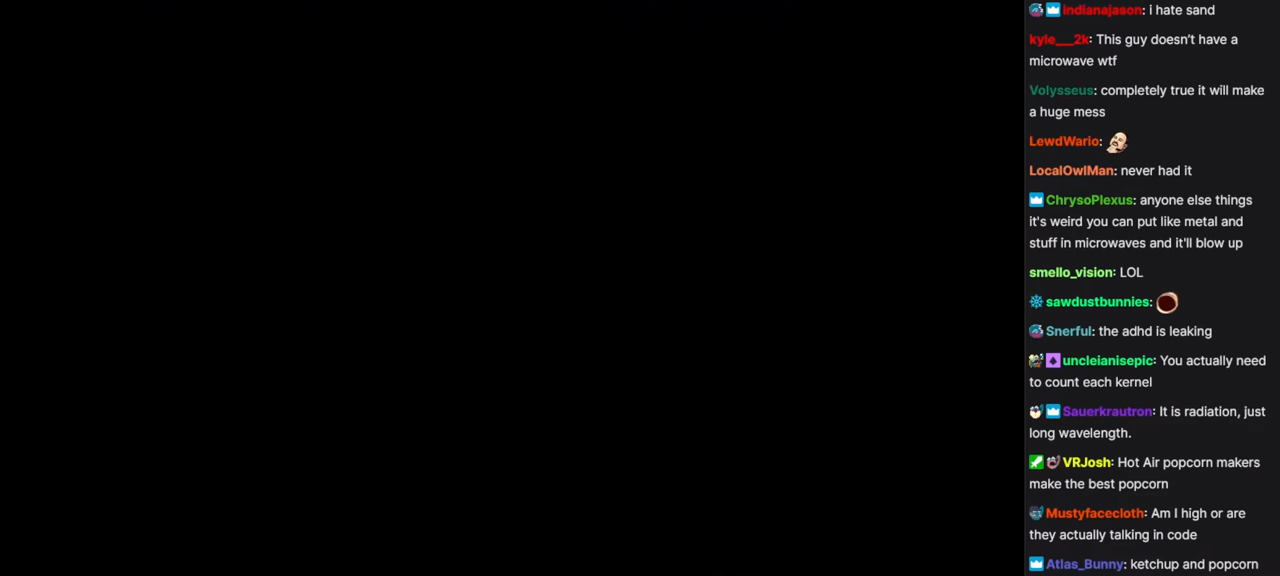 indianajason: i hate sand
kyle___2k: This guy doesn't have a
microwave wtf
Volysseus: completely true it will make
a huge mess
LewdWario:
LocalOwlMan: never had it
ChrysoPlexus: anyone else things
it's weird you can put like metal and
stuff in microwaves and it'll blow up
smello_vision: LOL
sawdustbunnies:
Snerful: the adhd is leaking
uncleianisepic: You actually need
to count each kernel
Sauerkrautron: It is radiation, just
long wavelength.
VRJosh: Hot Air popcorn makers
make the best popcorn
Mustyfacecloth: Am I high or are
they actually talking in code
Atlas_Bunny: ketchup and popcorn